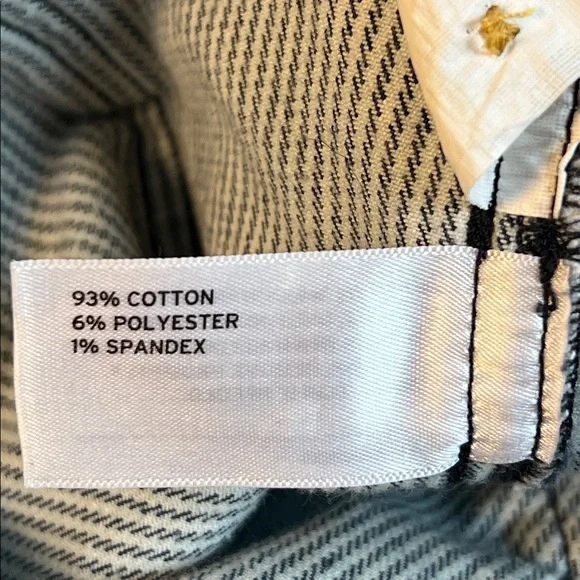 93% COTTON
6% POLYESTER
1% SPANDEX